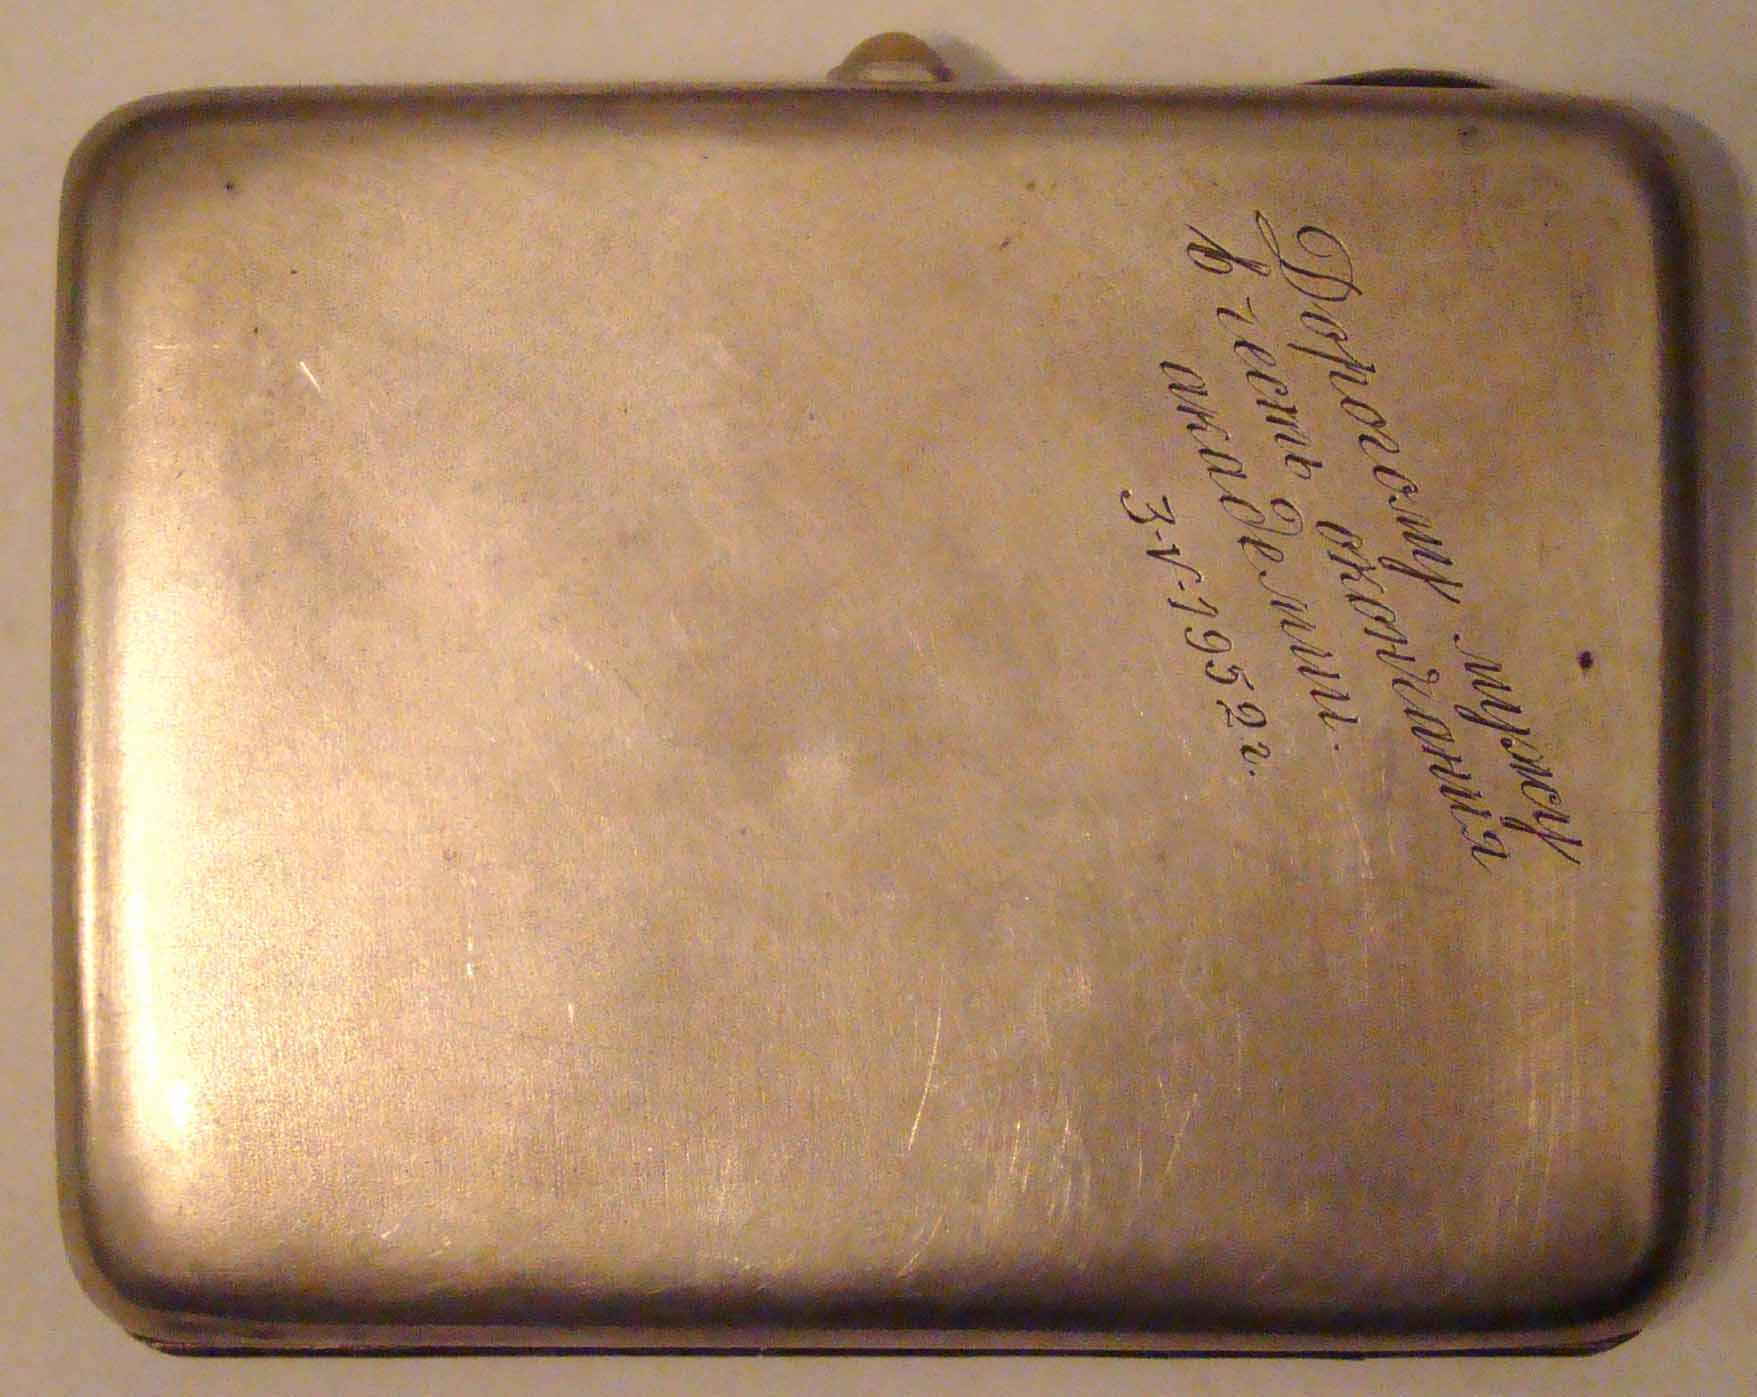 Дорогому мужу
в честь окончания
академии.
3-V-1952г.